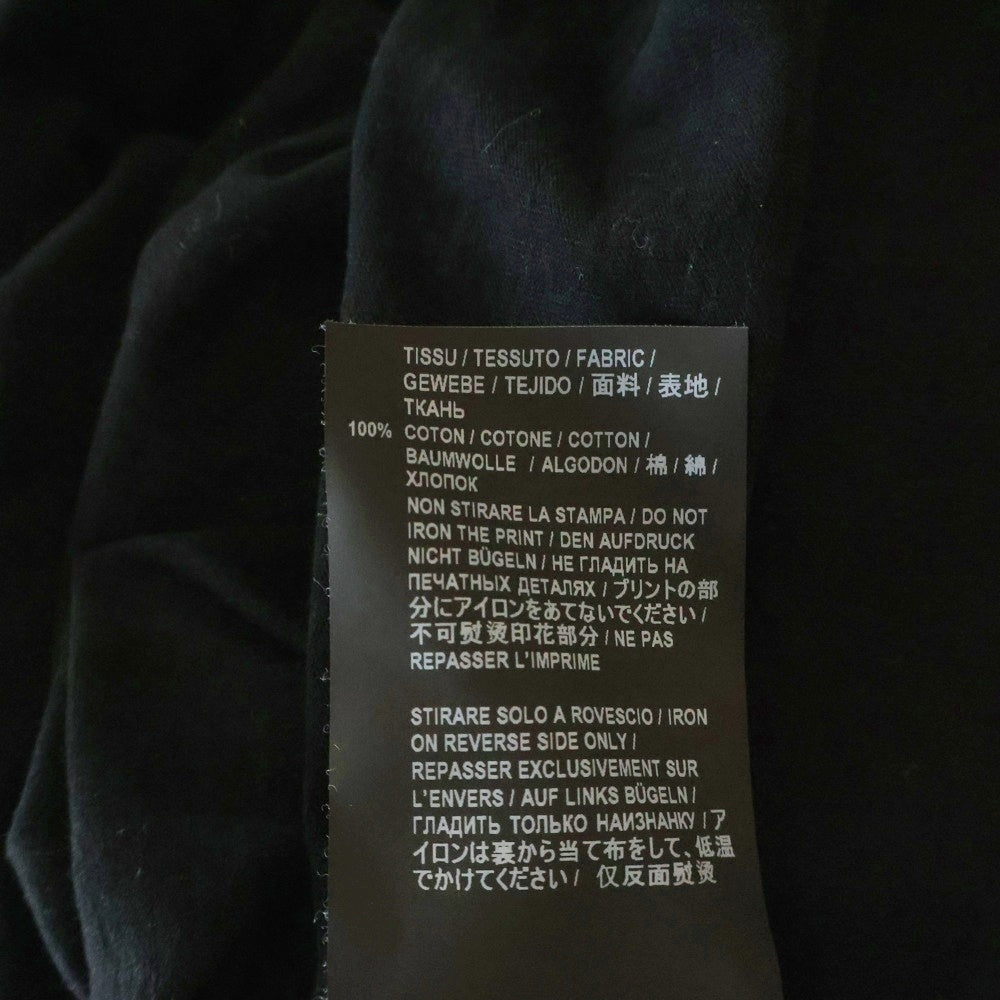 TISSU / TESSUTO / FABRIC /
GEWEBE / TEJIDO / 面料 / 表地 /
ТКАНЬ
100% COTON / COTONE / COTTON /
BAUMWOLLE / ALGODON / 棉 / 綿 /
ХЛОПОК
NON STIRARE LA STAMPA / DO NOT
IRON THE PRINT / DEN AUFDRUCK
NICHT BÜGELN / НЕ ГЛАДИТЬ НА
ПЕЧАТНЫХ ДЕТАЛЯХ / プリントの部
分にアイロンをあてないでください /
不可熨烫印花部分 / NE PAS
REPASSER L'IMPRIME
STIRARE SOLO A ROVESCIO / IRON
ON REVERSE SIDE ONLY /
REPASSER EXCLUSIVEMENT SUR
L'ENVERS / AUF LINKS BÜGELN /
ГЛАДИТЬ ТОЛЬКО НАИЗНАНКУ / ア
イロンは裏から当て布をして、低温
でかけてください / 仅反面熨烫